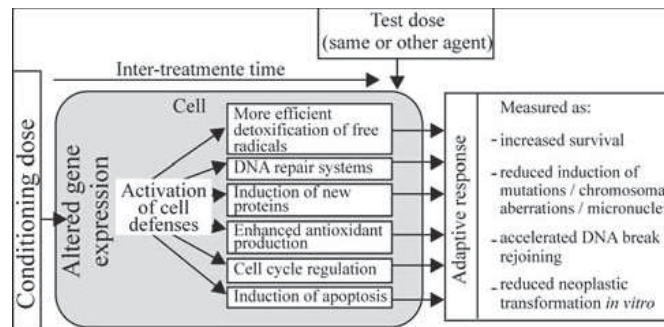 Test dose
(same or other agent)
Inter-treatmente time
Conditioning dose
Cell
Altered gene
expression
Activation
of cell
defenses
More efficient
detoxification of free
radicals
DNA repair systems
Induction of new
proteins
Enhanced antioxidant
production
Cell cycle regulation
Induction of apoptosis
Adaptive response
Measured as:
increased survival
reduced induction of
mutations / chromosoma
aberrations / micronucle
accelerated DNA break
rejoining
reduced neoplastic
transformation in vitro